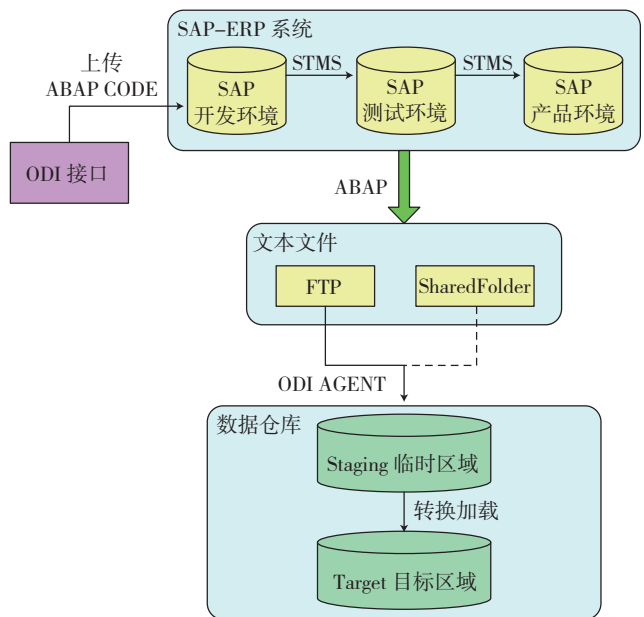 SAP-ERP 系统
上传
ABAP CODE
STMS
STMS
SAP
开发环境
SAP
测试环境
SAP
产品环境
ODI 接口
ABAP
文本文件
FTP
SharedFolder
ODI AGENT
数据仓库
Staging 临时区域
转换加载
Target 目标区域